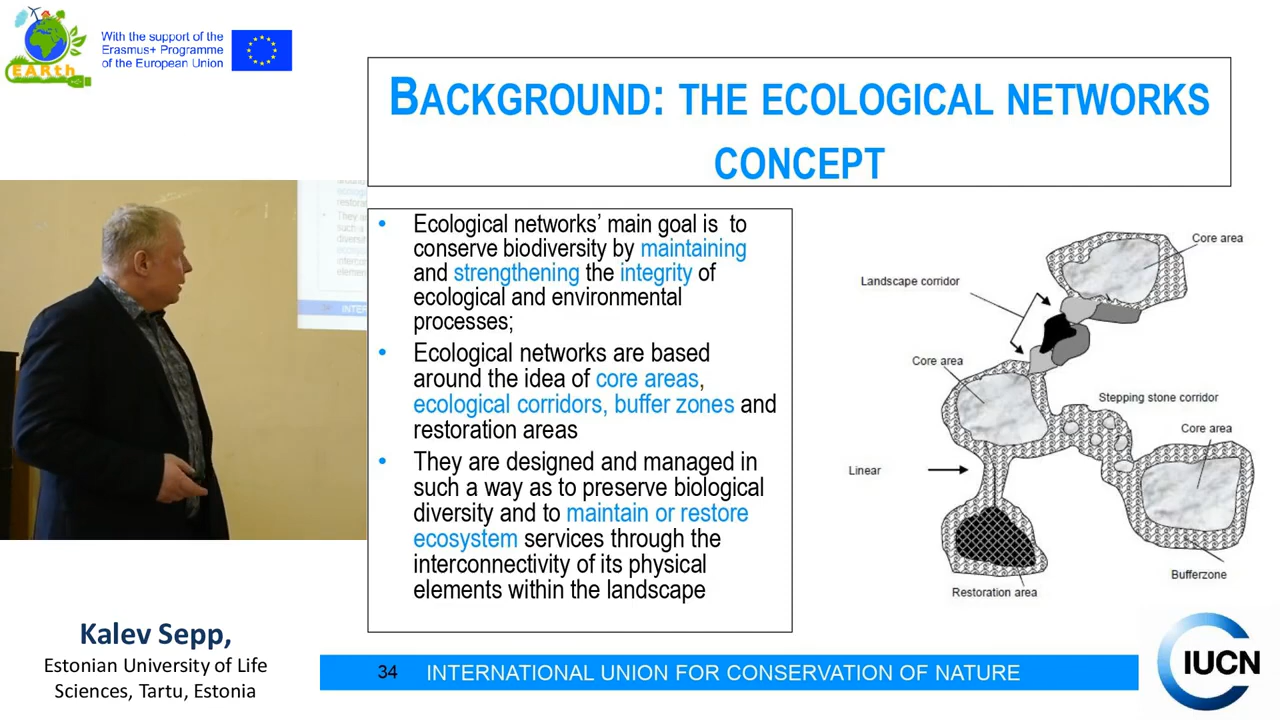 EARth
With the support of the
Erasmus+ Programme
of the European Union
BACKGROUND: THE ECOLOGICAL NETWORKS
CONCEPT
• Ecological networks’ main goal is to
conserve biodiversity by maintaining
and strengthening the integrity of
ecological and environmental
processes;
• Ecological networks are based
around the idea of core areas,
ecological corridors, buffer zones and
restoration areas
• They are designed and managed in
such a way as to preserve biological
diversity and to maintain or restore
ecosystem services through the
interconnectivity of its physical
elements within the landscape
Core area
Landscape corridor
Core area
Stepping stone corridor
Core area
Linear
Bufferzone
Restoration area
They a
such a
diversi
elemen
INTER
Kalev Sepp,
Estonian University of Life
Sciences, Tartu, Estonia
34 INTERNATIONAL UNION FOR CONSERVATION OF NATURE
IUCN